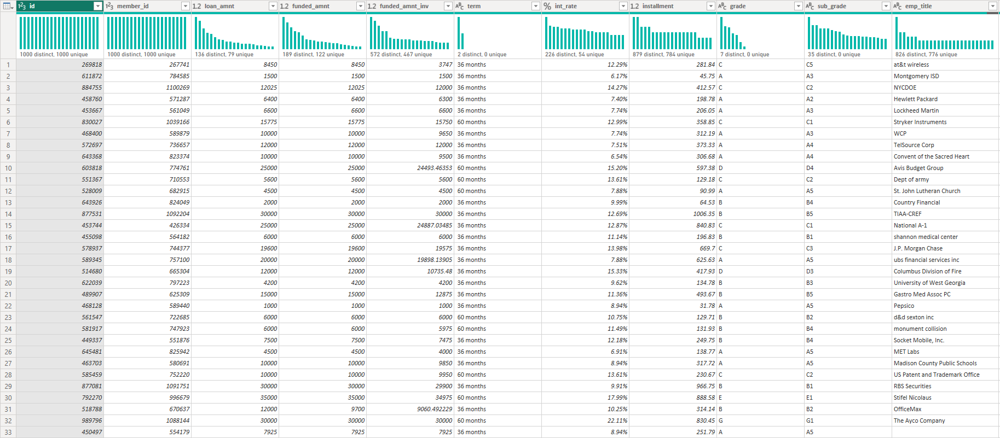 1 2 3 id 1 2 3 member_id 1.2 loan_amnt 1.2 funded_amnt 1.2 funded_amnt_inv ABC term % int_rate 1.2 installment ABC grade ABC sub_grade ABC emp_title
1000 distinct, 1000 unique 1000 distinct, 1000 unique 136 distinct, 79 unique 189 distinct, 122 unique 572 distinct, 467 unique 2 distinct, 0 unique 226 distinct, 54 unique 879 distinct, 784 unique 7 distinct, 0 unique 35 distinct, 0 unique 826 distinct, 776 unique
1 269818 267741 8450 8450 3747 36 months 12.29% 281.84 C C5 at&t wireless
2 611872 784585 1500 1500 1500 36 months 6.17% 45.75 A A3 Montgomery ISD
3 884755 1100269 12025 12025 12000 36 months 14.27% 412.57 C C2 NYCDOE
4 458760 571287 6400 6400 6300 36 months 7.40% 198.78 A A2 Hewlett Packard
5 453667 561049 6600 6600 6600 36 months 7.74% 206.05 A A3 Lockheed Martin
6 830027 1039166 15775 15775 15750 60 months 12.99% 358.85 C C1 Stryker Instruments
7 468400 589879 10000 10000 9650 36 months 7.74% 312.19 A A3 WCP
8 572697 736657 12000 12000 12000 36 months 7.51% 373.33 A A4 TelSource Corp
9 643368 823374 10000 10000 9500 36 months 6.54% 306.68 A A4 Convent of the Sacred Heart
10 603818 774761 25000 25000 24493.46353 60 months 15.20% 597.38 D D4 Avis Budget Group
11 551367 710553 5600 5600 5600 60 months 13.61% 129.18 C C2 Dept of army
12 528009 682915 4500 4500 4500 60 months 7.88% 90.99 A A5 St. John Lutheran Church
13 643926 824049 2000 2000 2000 36 months 9.99% 64.53 B B4 Country Financial
14 877531 1092204 30000 30000 30000 36 months 12.69% 1006.35 B B5 TIAA-CREF
15 453744 426334 25000 25000 24887.03485 36 months 12.87% 840.83 C C1 National A-1
16 455098 564182 6000 6000 6000 36 months 11.14% 196.83 B B1 shannon medical center
17 578937 744377 19600 19600 19575 36 months 13.98% 669.7 C C3 J.P. Morgan Chase
18 589345 757100 20000 20000 19898.13905 36 months 7.88% 625.63 A A5 ubs financial services inc
19 514680 665304 12000 12000 10735.48 36 months 15.33% 417.93 D D3 Columbus Division of Fire
20 622039 797223 4200 4200 4200 36 months 9.62% 134.78 B B3 University of West Georgia
21 489907 625309 15000 15000 12875 36 months 11.36% 493.67 B B5 Gastro Med Assoc PC
22 468128 589440 1000 1000 1000 36 months 8.94% 31.78 A A5 Pepsico
23 561547 722685 6000 6000 6000 60 months 10.75% 129.71 B B2 d&d sexton inc
24 581917 747923 6000 6000 5975 60 months 11.49% 131.93 B B4 monument collision
25 449337 551876 7500 7500 7475 36 months 12.18% 249.75 B B4 Socket Mobile, Inc.
26 645481 825942 4500 4500 4000 36 months 6.91% 138.77 A A5 MET Labs
27 463703 580691 10000 10000 9850 36 months 8.94% 317.72 A A5 Madison County Public Schools
28 585459 752220 10000 10000 9950 60 months 13.61% 230.67 C C2 US Patent and Trademark Office
29 877081 1091751 30000 30000 29900 36 months 9.91% 966.75 B B1 RBS Securities
30 792270 996679 35000 35000 34975 60 months 17.99% 888.58 E E1 Stifel Nicolaus
31 518788 670637 12000 9700 9060.492229 36 months 10.25% 314.14 B B2 OfficeMax
32 989796 1088144 30000 30000 30000 60 months 22.11% 830.45 G G1 The Ayco Company
33 450497 554179 7925 7925 7925 36 months 8.94% 251.79 A A5